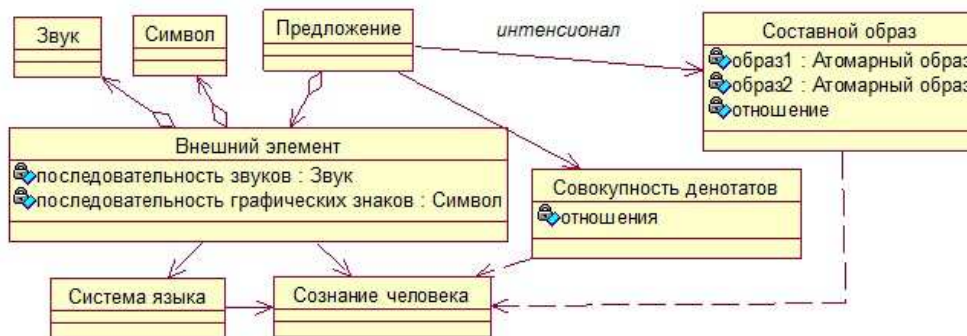 Звук
Символ
Предложение
интенсионал
Составной образ
образ1 : Атомарный образ
образ2 : Атомарный образ
отношение
Внешний элемент
последовательность звуков : Звук
последовательность графических знаков : Символ
Совокупность денотатов
отношения
Система языка
Сознание человека